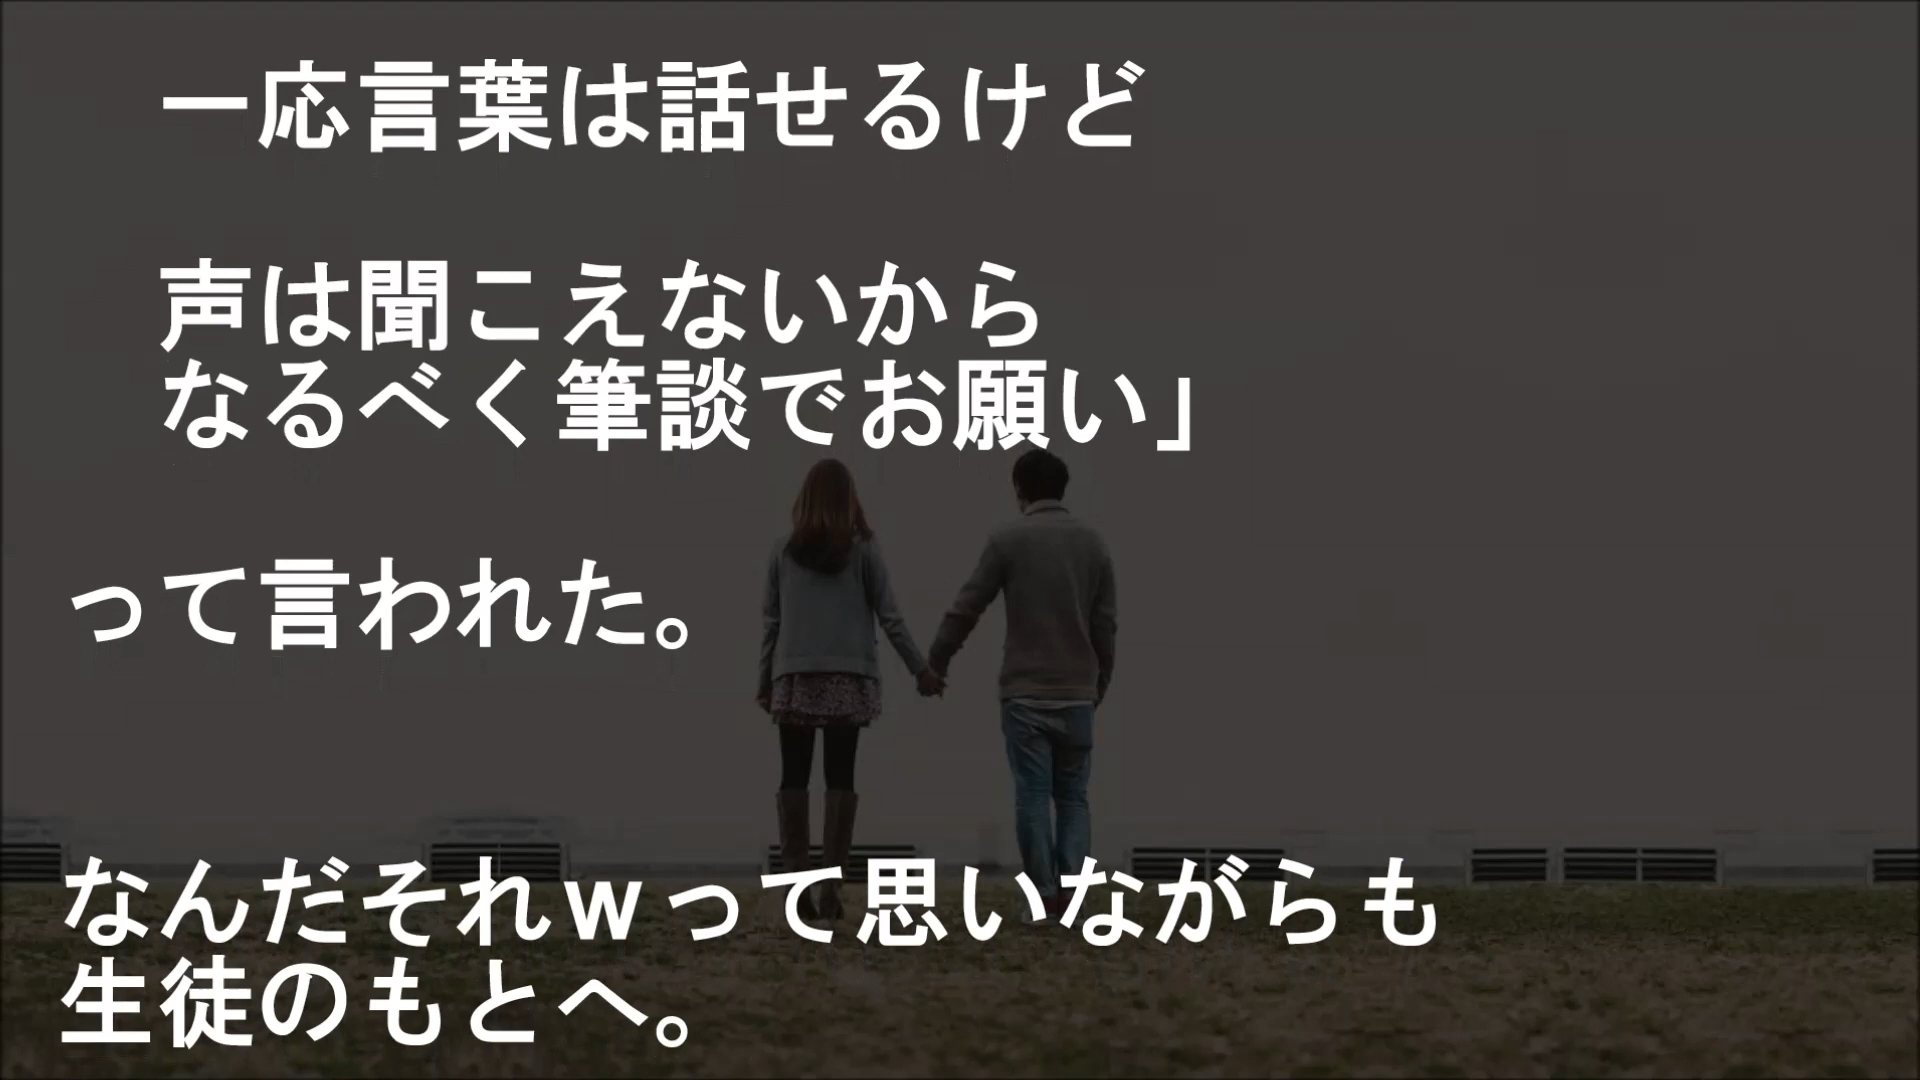 一応言葉は話せるけど
声は聞こえないから
なるべく筆談でお願い」
って言われた。
なんだそれｗって思いながらも
生徒のもとへ。